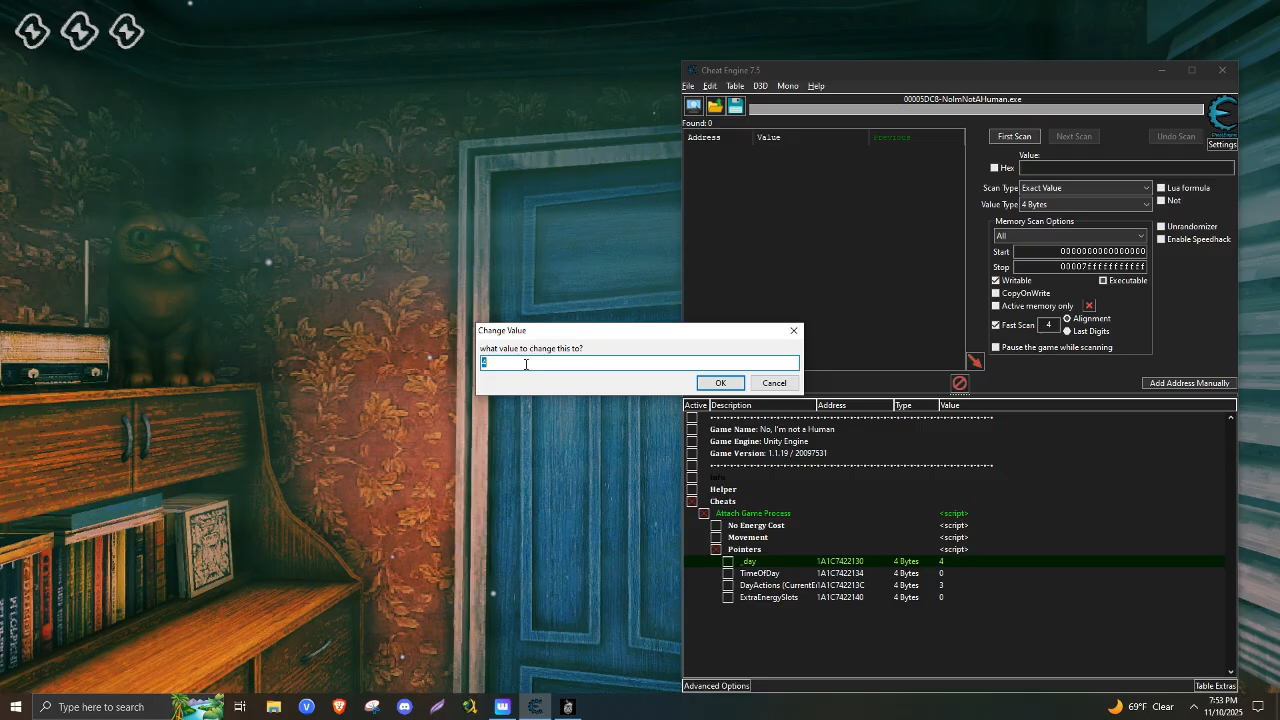 Cheat Engine 7.5
File Edit Table D3D Mono Help
00005DC8-NoImNotAHuman.exe
Found: 0
Address Value Previous
First Scan Next Scan Undo Scan
Settings
Value:
Hex
Scan Type Exact Value
Lua formula
Value Type 4 Bytes
Not
Memory Scan Options
All
Unrandomizer
Enable Speedhack
Start 0000000000000000
Stop 00007fffffffffff
Writable Executable
CopyOnWrite
Active memory only
Fast Scan 4 Alignment
Last Digits
Pause the game while scanning
Change Value
what value to change this to?
4
OK Cancel
Add Address Manually
Active Description Address Type Value
Game Name: No, I'm not a Human
Game Engine: Unity Engine
Game Version: 1.1.19 / 20097531
Info
Helper
Cheats
Attach Game Process <script>
No Energy Cost <script>
Movement <script>
Pointers <script>
_day 1A1C7422130 4 Bytes 4
TimeOfDay 1A1C7422134 4 Bytes 0
DayActions (CurrentE 1A1C742213C 4 Bytes 3
ExtraEnergySlots 1A1C7422140 4 Bytes 0
Advanced Options Table Extras
Type here to search
69°F Clear
7:53 PM
11/10/2025